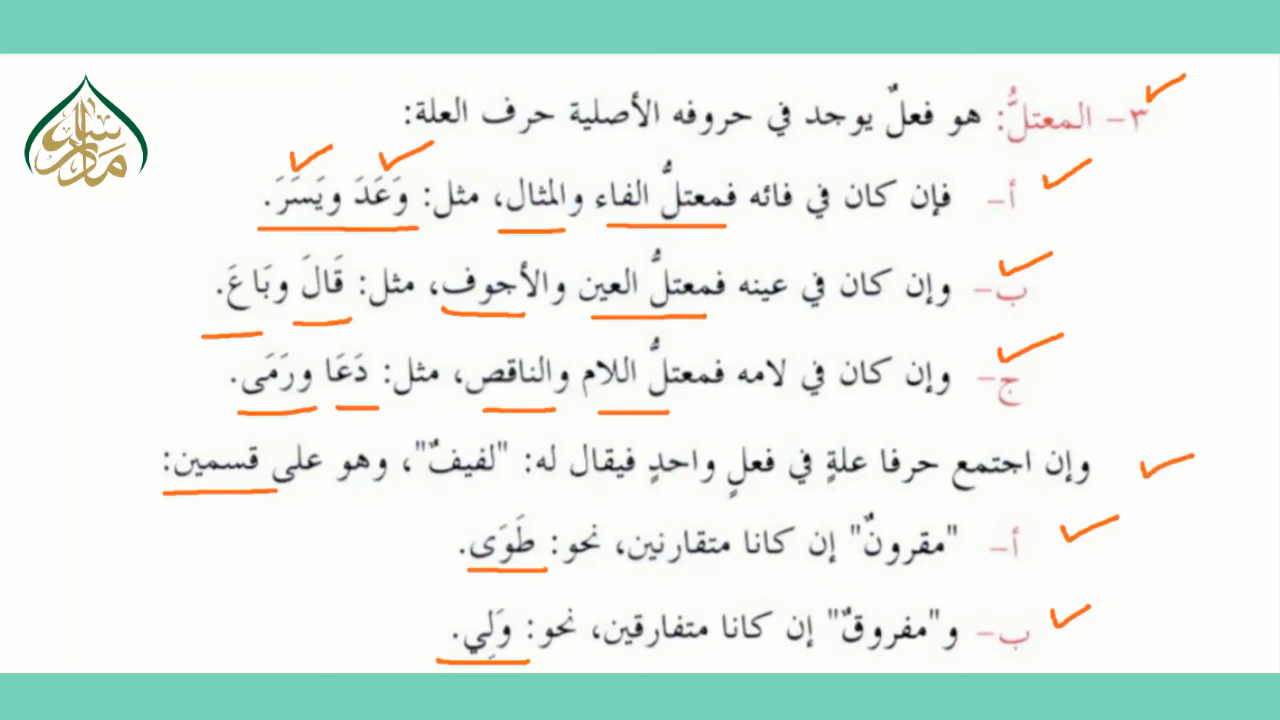 مدرسة
٣- المعتلُّ: هو فعلٌ يوجد في حروفه الأصلية حرف العلة:
أ- فإن كان في فائه فمعتلُّ الفاء والمثال، مثل: وَعَدَ ويَسَرَ.
ب- وإن كان في عينه فمعتلُّ العين والأجوف، مثل: قَالَ وبَاعَ.
ج- وإن كان في لامه فمعتلُّ اللام والناقص، مثل: دَعَا ورَمَى.
وإن اجتمع حرفا علةٍ في فعلٍ واحدٍ فيقال له: "لفيفٌ"، وهو على قسمين:
أ- "مقرونٌ" إن كانا متقارنين، نحو: طَوَى.
ب- و"مفروقٌ" إن كانا متفارقين، نحو: وَلِي.